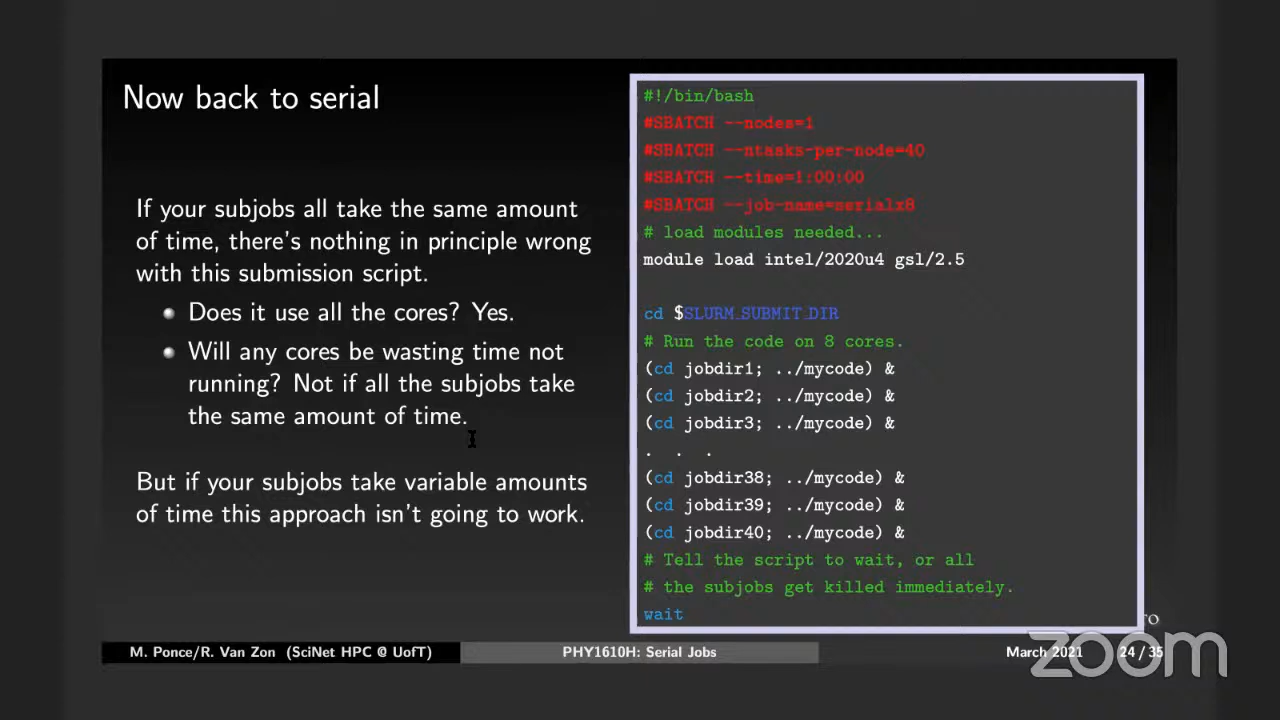 Now back to serial
If your subjobs all take the same amount
of time, there's nothing in principle wrong
with this submission script.
Does it use all the cores? Yes.
Will any cores be wasting time not
running? Not if all the subjobs take
the same amount of time.
But if your subjobs take variable amounts
of time this approach isn't going to work.
#!/bin/bash
#SBATCH --nodes=1
#SBATCH --ntasks-per-node=40
#SBATCH --time=1:00:00
#SBATCH --job-name=serialx8
# load modules needed...
module load intel/2020u4 gsl/2.5
cd $SLURM_SUBMIT_DIR
# Run the code on 8 cores.
(cd jobdir1; ../mycode) &
(cd jobdir2; ../mycode) &
(cd jobdir3; ../mycode) &
. . .
(cd jobdir38; ../mycode) &
(cd jobdir39; ../mycode) &
(cd jobdir40; ../mycode) &
# Tell the script to wait, or all
# the subjobs get killed immediately.
wait
M. Ponce/R. Van Zon (SciNet HPC @ UofT)
PHY1610H: Serial Jobs
March 2021
24 / 35
zoom